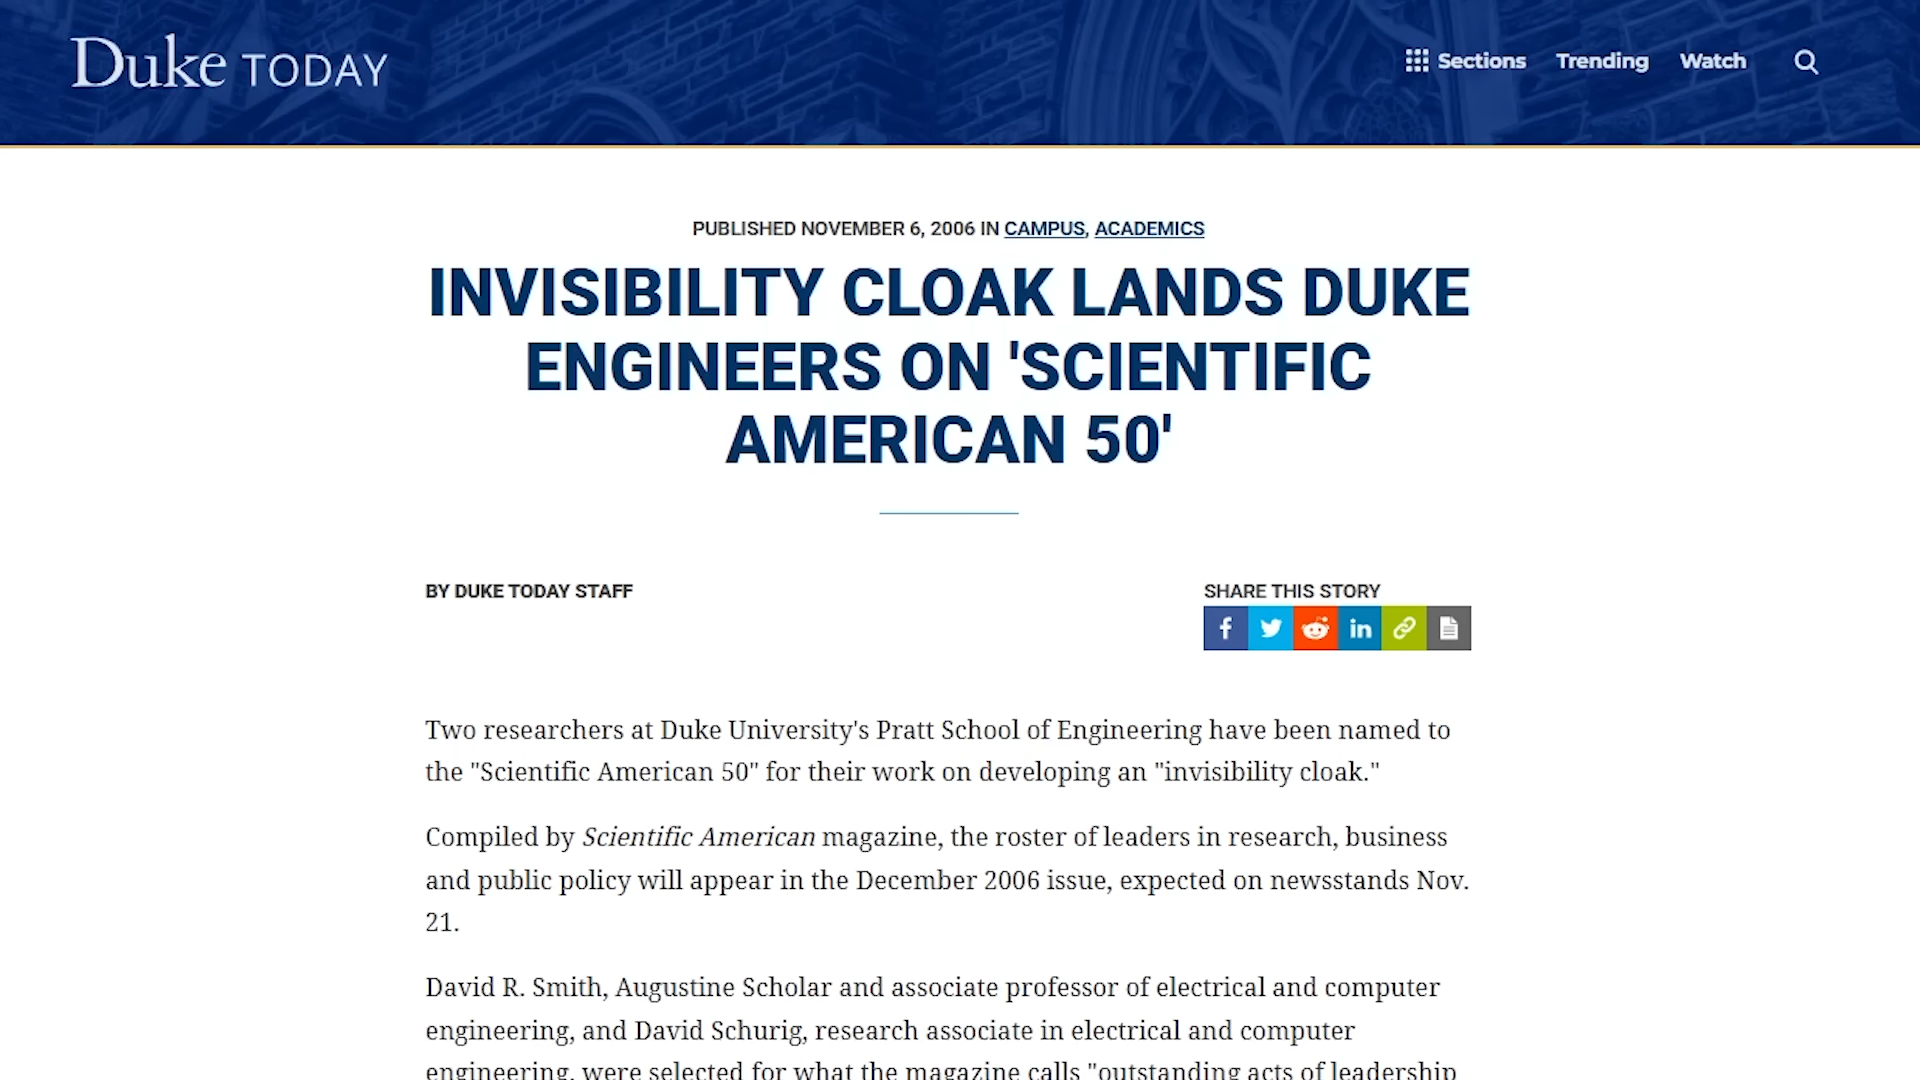 Duke TODAY
Sections Trending Watch
PUBLISHED NOVEMBER 6, 2006 IN CAMPUS, ACADEMICS
INVISIBILITY CLOAK LANDS DUKE
ENGINEERS ON 'SCIENTIFIC
AMERICAN 50'
BY DUKE TODAY STAFF
SHARE THIS STORY
Two researchers at Duke University's Pratt School of Engineering have been named to
the "Scientific American 50" for their work on developing an "invisibility cloak."
Compiled by Scientific American magazine, the roster of leaders in research, business
and public policy will appear in the December 2006 issue, expected on newsstands Nov.
21.
David R. Smith, Augustine Scholar and associate professor of electrical and computer
engineering, and David Schurig, research associate in electrical and computer
engineering, were selected for what the magazine calls "outstanding acts of leadership